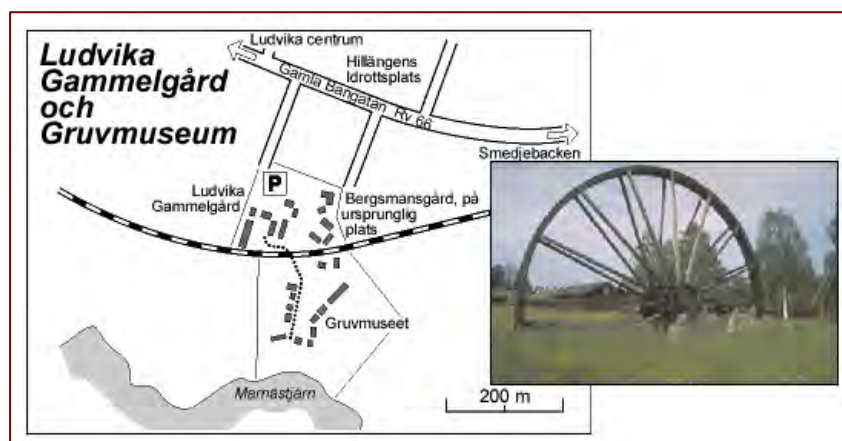 Ludvika
Gammelgård
och
Gruvmuseum
Ludvika centrum
Hillängens
Idrottsplats
Gamla Bangatan Rv 66
Smedjebacken
P
Ludvika
Gammelgård
Bergsmansgård, på
ursprunglig
plats
Gruvmuseet
Marnästjärn
200 m